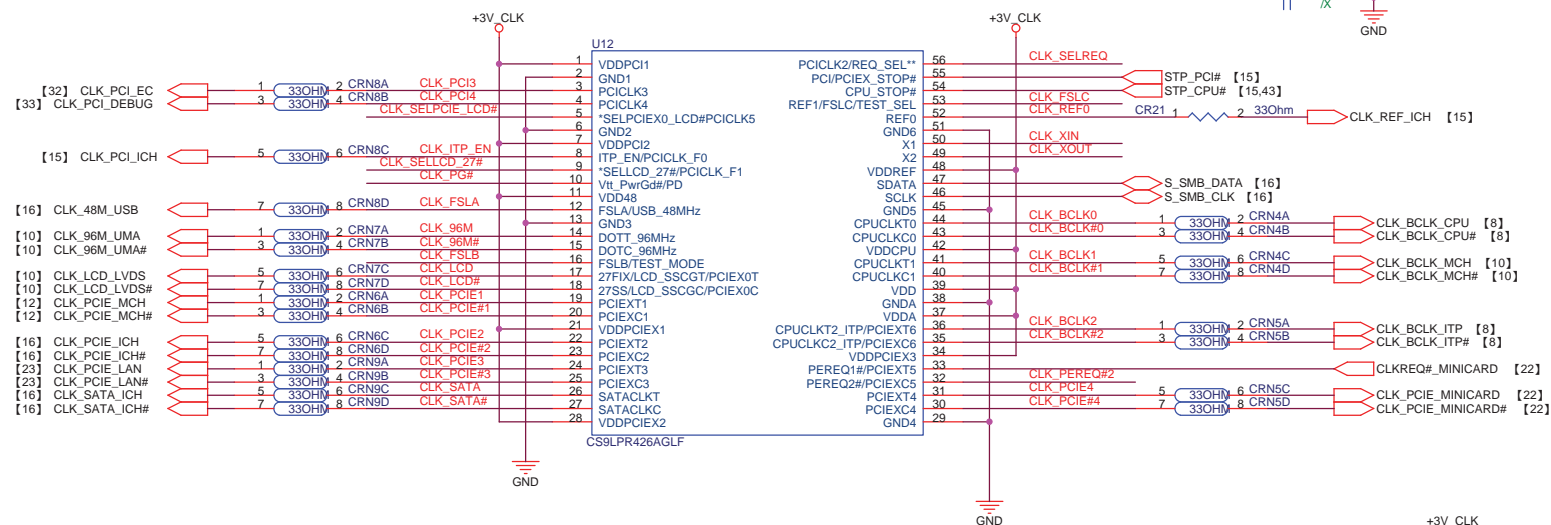 /X
GND
+3V_CLK
+3V_CLK
U12
【32】 CLK_PCI_EC 1 33OHM 2 CRN8A CLK_PCI3
【33】 CLK_PCI_DEBUG 3 33OHM 4 CRN8B CLK_PCI4
CLK_SELPCIE_LCD#
【15】 CLK_PCI_ICH 5 33OHM 6 CRN8C CLK_ITP_EN
CLK_SELLCD_27#
CLK_PG#
【16】 CLK_48M_USB 7 33OHM 8 CRN8D CLK_FSLA
【10】 CLK_96M_UMA 1 33OHM 2 CRN7A CLK_96M
【10】 CLK_96M_UMA# 3 33OHM 4 CRN7B CLK_96M#
CLK_FSLB
【10】 CLK_LCD_LVDS 5 33OHM 6 CRN7C CLK_LCD
【10】 CLK_LCD_LVDS# 7 33OHM 8 CRN7D CLK_LCD#
【12】 CLK_PCIE_MCH 1 33OHM 2 CRN6A CLK_PCIE1
【12】 CLK_PCIE_MCH# 3 33OHM 4 CRN6B CLK_PCIE#1
【16】 CLK_PCIE_ICH 5 33OHM 6 CRN6C CLK_PCIE2
【16】 CLK_PCIE_ICH# 7 33OHM 8 CRN6D CLK_PCIE#2
【23】 CLK_PCIE_LAN 1 33OHM 2 CRN9A CLK_PCIE3
【23】 CLK_PCIE_LAN# 3 33OHM 4 CRN9B CLK_PCIE#3
【16】 CLK_SATA_ICH 5 33OHM 6 CRN9C CLK_SATA
【16】 CLK_SATA_ICH# 7 33OHM 8 CRN9D CLK_SATA#
1 VDDPCI1
2 GND1
3 PCICLK3
4 PCICLK4
5 *SELPCIEX0_LCD#PCICLK5
6 GND2
7 VDDPCI2
8 ITP_EN/PCICLK_F0
9 *SELLCD_27#/PCICLK_F1
10 Vtt_PwrGd#/PD
11 VDD48
12 FSLA/USB_48MHz
13 GND3
14 DOTT_96MHz
15 DOTC_96MHz
16 FSLB/TEST_MODE
17 27FIX/LCD_SSCGT/PCIEX0T
18 27SS/LCD_SSCGC/PCIEX0C
19 PCIEXT1
20 PCIEXC1
21 VDDPCIEX1
22 PCIEXT2
23 PCIEXC2
24 PCIEXT3
25 PCIEXC3
26 SATACLKT
27 SATACLKC
28 VDDPCIEX2
PCICLK2/REQ_SEL** 56 CLK_SELREQ
PCI/PCIEX_STOP# 55 STP_PCI# 【15】
CPU_STOP# 54 STP_CPU# 【15,43】
REF1/FSLC/TEST_SEL 53 CLK_FSLC
REF0 52 CLK_REF0 CR21 1 2 33Ohm CLK_REF_ICH 【15】
GND6 51
X1 50 CLK_XIN
X2 49 CLK_XOUT
VDDREF 48
SDATA 47 S_SMB_DATA 【16】
SCLK 46 S_SMB_CLK 【16】
GND5 45
CPUCLKT0 44 CLK_BCLK0 1 33OHM 2 CRN4A CLK_BCLK_CPU 【8】
CPUCLKC0 43 CLK_BCLK#0 3 33OHM 4 CRN4B CLK_BCLK_CPU# 【8】
VDDCPU 42
CPUCLKT1 41 CLK_BCLK1 5 33OHM 6 CRN4C CLK_BCLK_MCH 【10】
CPUCLKC1 40 CLK_BCLK#1 7 33OHM 8 CRN4D CLK_BCLK_MCH# 【10】
VDD 39
GNDA 38
VDDA 37
CPUCLKT2_ITP/PCIEXT6 36 CLK_BCLK2 1 33OHM 2 CRN5A CLK_BCLK_ITP 【8】
CPUCLKC2_ITP/PCIEXC6 35 CLK_BCLK#2 3 33OHM 4 CRN5B CLK_BCLK_ITP# 【8】
VDDPCIEX3 34
PEREQ1#/PCIEXT5 33 CLKREQ#_MINICARD 【22】
PEREQ2#/PCIEXC5 32 CLK_PEREQ#2
PCIEXT4 31 CLK_PCIE4 5 33OHM 6 CRN5C CLK_PCIE_MINICARD 【22】
PCIEXC4 30 CLK_PCIE#4 7 33OHM 8 CRN5D CLK_PCIE_MINICARD# 【22】
GND4 29
CS9LPR426AGLF
GND
GND
+3V_CLK